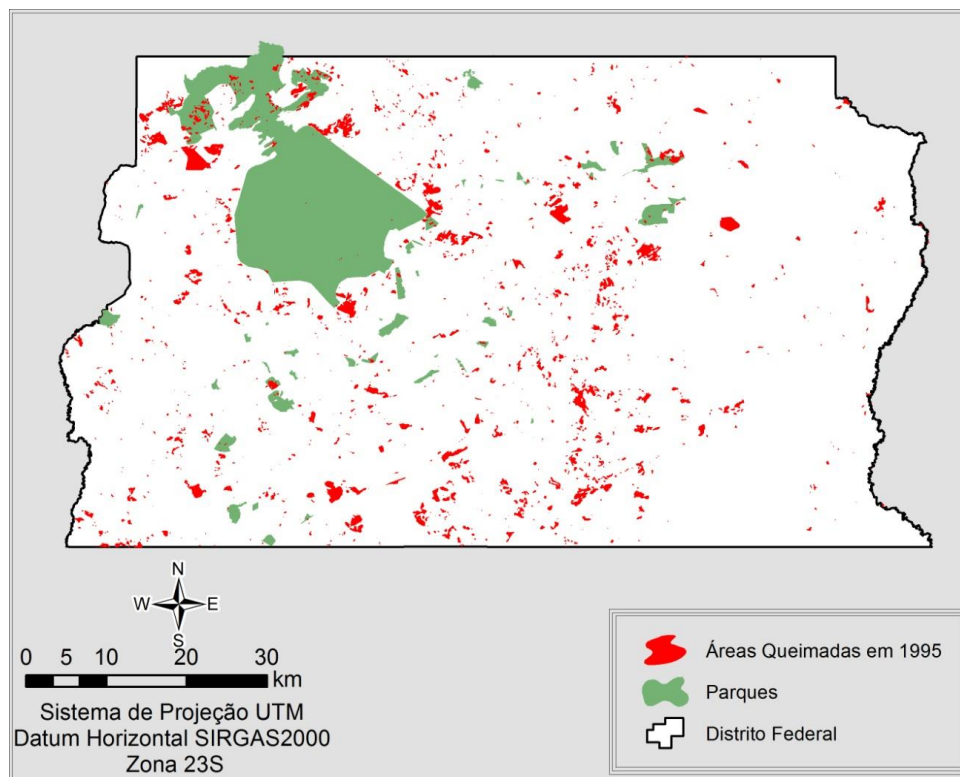 N
W E
S
0 5 10 20 30
km
Sistema de Projeção UTM
Datum Horizontal SIRGAS2000
Zona 23S
Áreas Queimadas em 1995
Parques
Distrito Federal